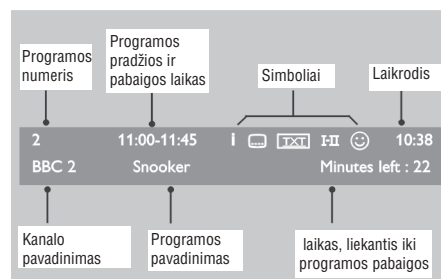 Programos
numeris
Programos
pradžios ir
pabaigos laikas
Simboliai
Laikrodis
2 11:00-11:45 i TXT I-II 10:38
BBC 2 Snooker Minutes left : 22
Kanalo
pavadinimas
Programos
pavadinimas
laikas, liekantis iki
programos pabaigos